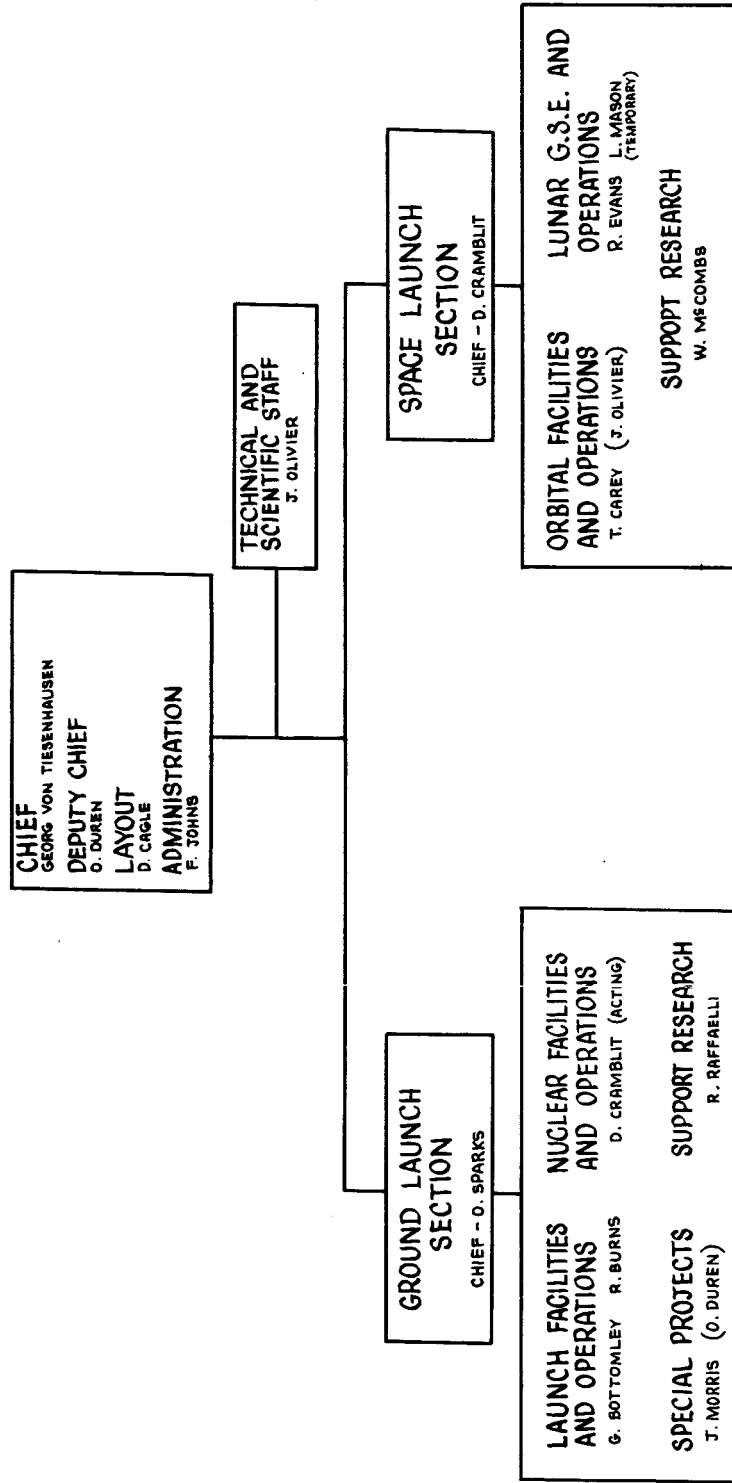 CHIEF
GEORG VON TIESENHAUSEN
DEPUTY CHIEF
O. DUREN
LAYOUT
D. CAGLE
ADMINISTRATION
F. JOHNS
TECHNICAL AND
SCIENTIFIC STAFF
J. OLIVIER
GROUND LAUNCH
SECTION
CHIEF - O. SPARKS
SPACE LAUNCH
SECTION
CHIEF - D. CRAMBLIT
LAUNCH FACILITIES
AND OPERATIONS
G. BOTTOMLEY R. BURNS
NUCLEAR FACILITIES
AND OPERATIONS
D. CRAMBLIT (ACTING)
SPECIAL PROJECTS
J. MORRIS (O. DUREN)
SUPPORT RESEARCH
R. RAFFAELLI
ORBITAL FACILITIES
AND OPERATIONS
T. CAREY (J. OLIVIER)
LUNAR G.S.E. AND
OPERATIONS
R. EVANS L. MASON
(TEMPORARY)
SUPPOPT RESEARCH
W. McCOMBS